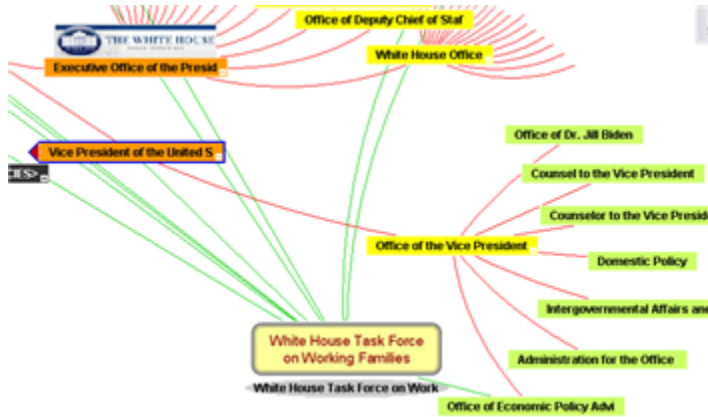 Office of Deputy Chief of Staf
THE WHITE HOUSE
White House Office
Executive Office of the Presid
Office of Dr. Jill Biden
Vice President of the United S
CIES>
Counsel to the Vice President
Counselor to the Vice Preside
Office of the Vice President
Domestic Policy
Intergovernmental Affairs and
White House Task Force
on Working Families
Administration for the Office
White House Task Force on Work
Office of Economic Policy Advi